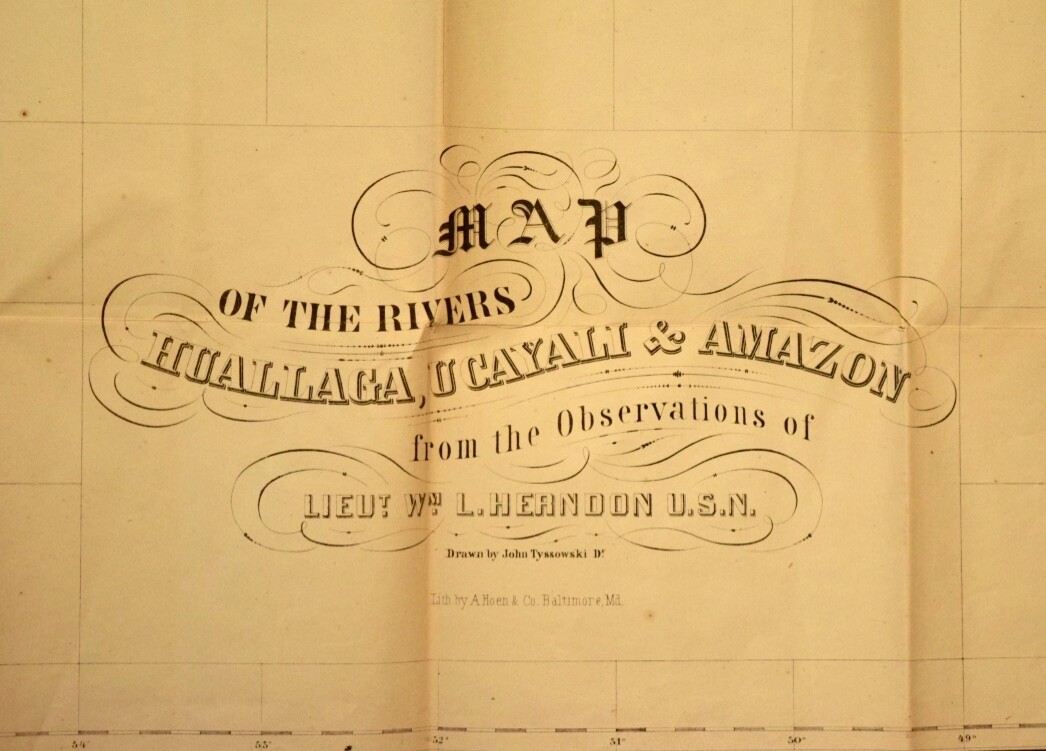 MAP
OF THE RIVERS
HUALLAGA, UCAYALI & AMAZON
from the Observations of
LIEUT WM L. HERNDON U.S.N.
Drawn by John Tyssowski Dr
Lith by A.Hoen & Co. Baltimore, Md.
54° 53° 52° 51° 50° 49°